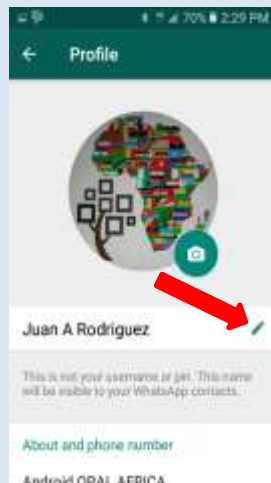 70% 2:29 PM
Profile
Juan A Rodriguez
This is not your username or pin. This name
will be visible to your WhatsApp contacts.
About and phone number
Android ORAL AFRICA